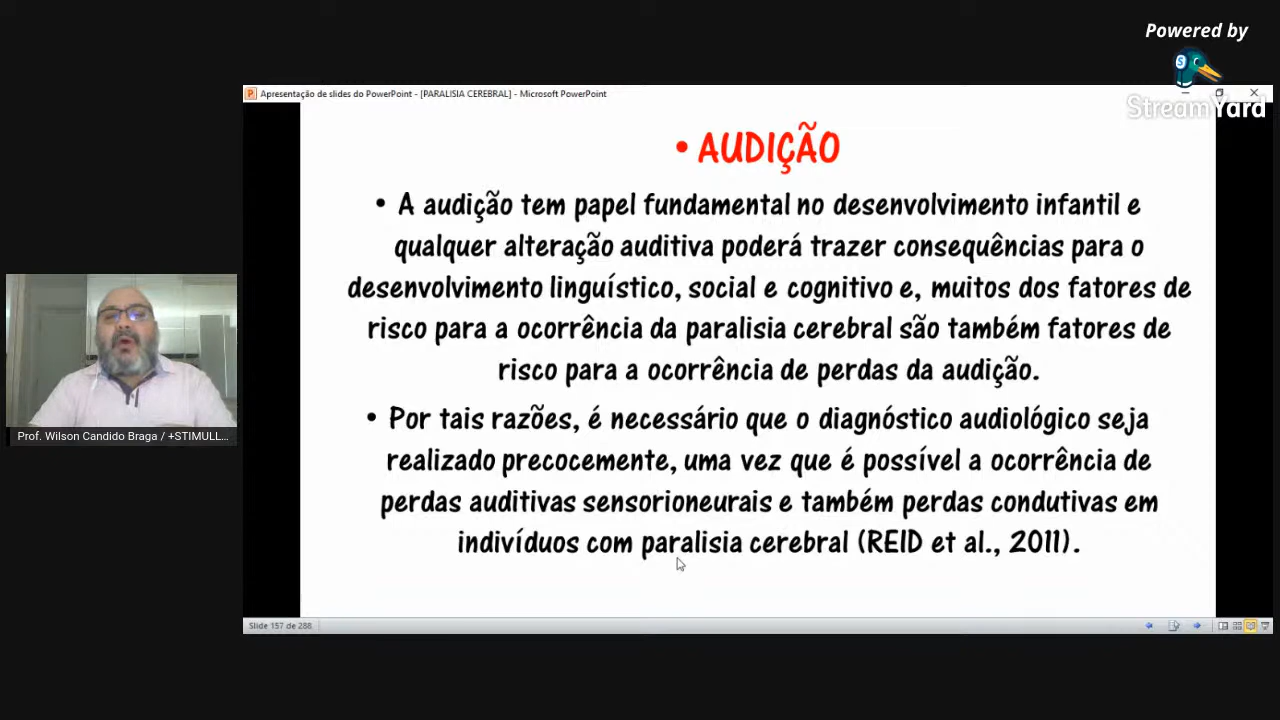 Powered by
StreamYard
Apresentação de slides do PowerPoint - [PARALISIA CEREBRAL] - Microsoft PowerPoint
• AUDIÇÃO
• A audição tem papel fundamental no desenvolvimento infantil e
qualquer alteração auditiva poderá trazer consequências para o
desenvolvimento linguístico, social e cognitivo e, muitos dos fatores de
risco para a ocorrência da paralisia cerebral são também fatores de
risco para a ocorrência de perdas da audição.
• Por tais razões, é necessário que o diagnóstico audiológico seja
realizado precocemente, uma vez que é possível a ocorrência de
perdas auditivas sensorioneurais e também perdas condutivas em
indivíduos com paralisia cerebral (REID et al., 2011).
Prof. Wilson Candido Braga / +STIMULL...
Slide 157 de 288